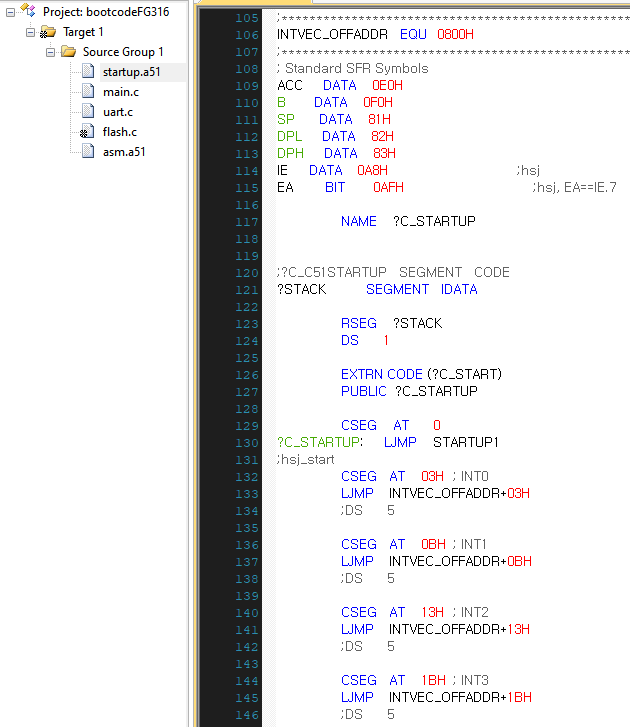 Project: bootcodeFG316
Target 1
Source Group 1
startup.a51
main.c
uart.c
flash.c
asm.a51
105 ;*****************************************************
106 INTVEC_OFFADDR EQU 0800H
107 ;*****************************************************
108 ; Standard SFR Symbols
109 ACC DATA 0E0H
110 B DATA 0F0H
111 SP DATA 81H
112 DPL DATA 82H
113 DPH DATA 83H
114 IE DATA 0A8H ;hsj
115 EA BIT 0AFH ;hsj, EA==IE.7
116
117 NAME ?C_STARTUP
118
119
120 ;?C_C51STARTUP SEGMENT CODE
121 ?STACK SEGMENT IDATA
122
123 RSEG ?STACK
124 DS 1
125
126 EXTRN CODE (?C_START)
127 PUBLIC ?C_STARTUP
128
129 CSEG AT 0
130 ?C_STARTUP: LJMP STARTUP1
131 ;hsj_start
132 CSEG AT 03H ; INT0
133 LJMP INTVEC_OFFADDR+03H
134 ;DS 5
135
136 CSEG AT 0BH ; INT1
137 LJMP INTVEC_OFFADDR+0BH
138 ;DS 5
139
140 CSEG AT 13H ; INT2
141 LJMP INTVEC_OFFADDR+13H
142 ;DS 5
143
144 CSEG AT 1BH ; INT3
145 LJMP INTVEC_OFFADDR+1BH
146 ;DS 5